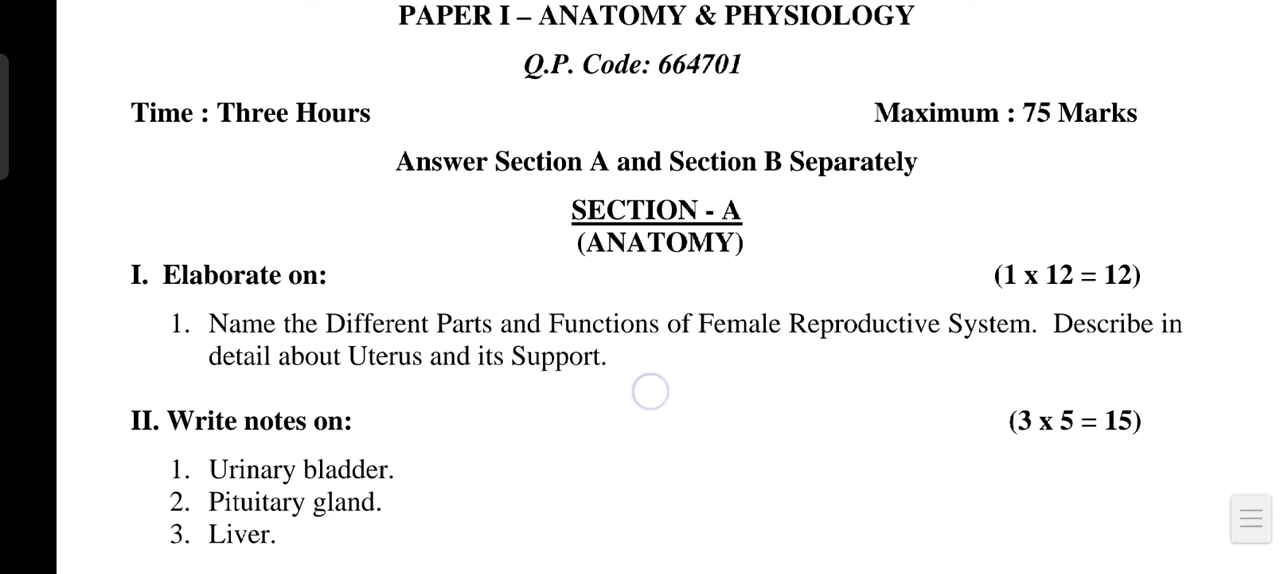 PAPER I – ANATOMY & PHYSIOLOGY
Q.P. Code: 664701
Time : Three Hours Maximum : 75 Marks
Answer Section A and Section B Separately
SECTION - A
(ANATOMY)
I. Elaborate on: (1 x 12 = 12)
1. Name the Different Parts and Functions of Female Reproductive System. Describe in
detail about Uterus and its Support.
II. Write notes on: (3 x 5 = 15)
1. Urinary bladder.
2. Pituitary gland.
3. Liver.